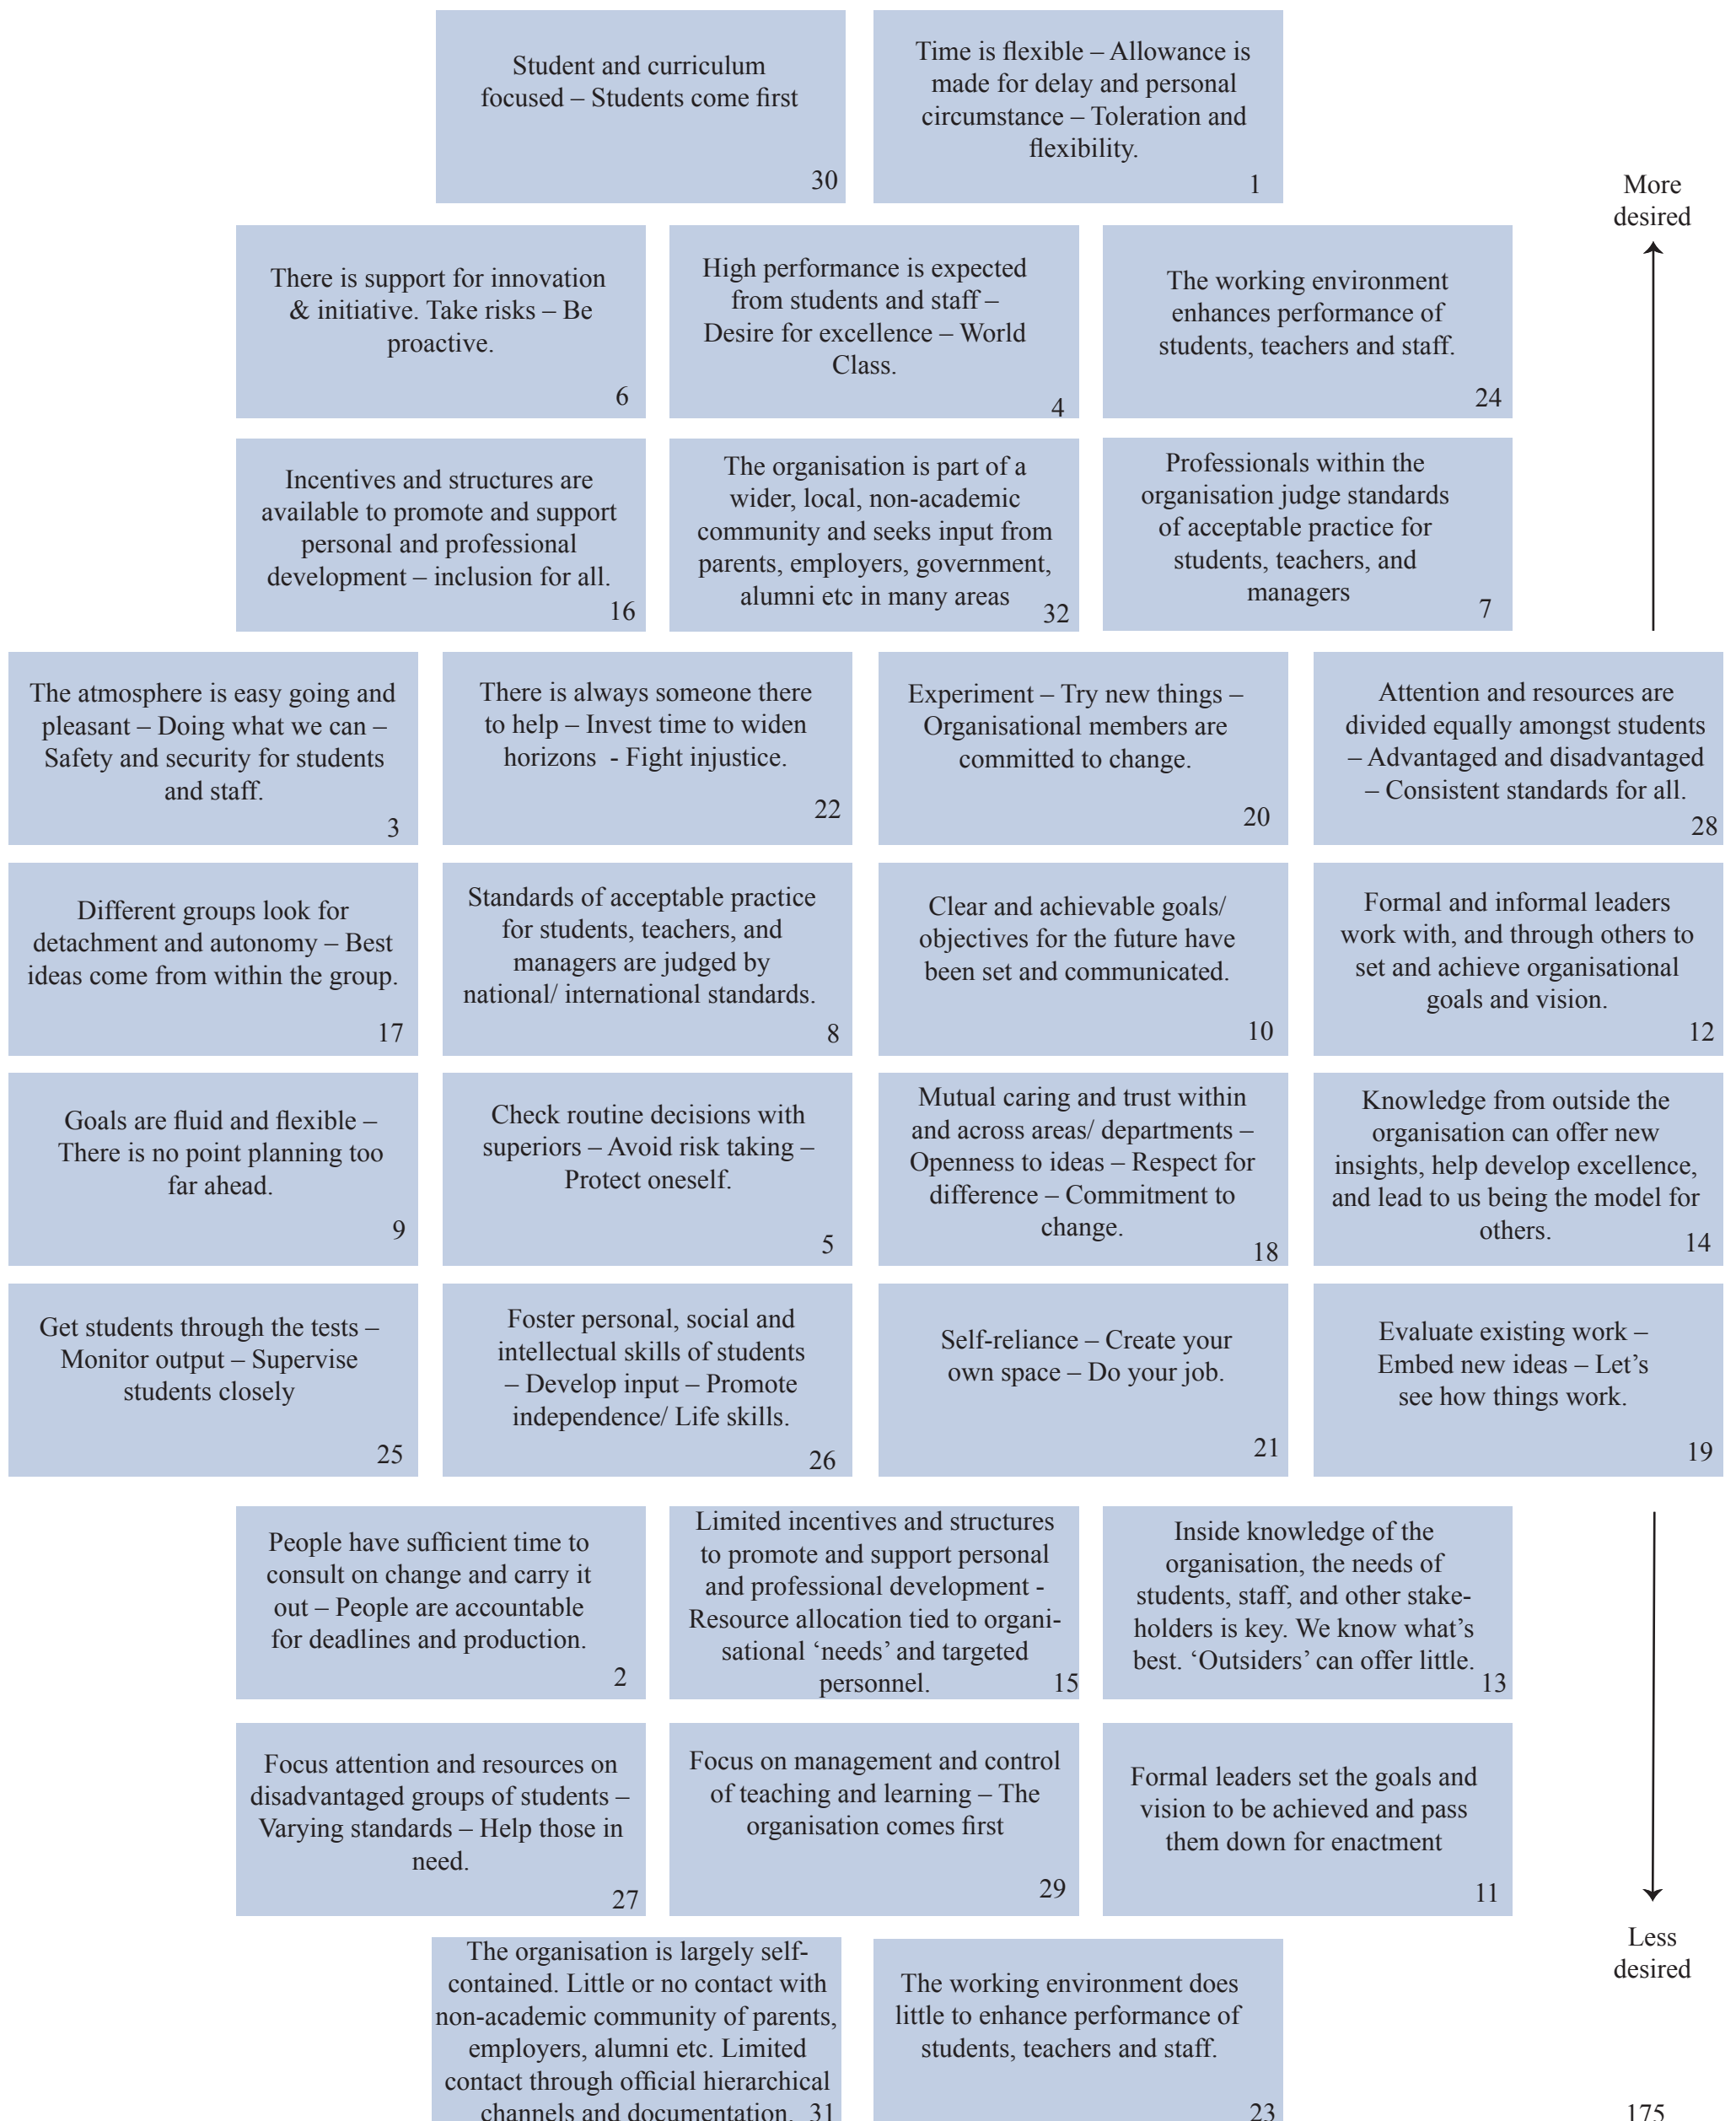 Student and curriculum
focused – Students come first
30
Time is flexible – Allowance is
made for delay and personal
circumstance – Toleration and
flexibility.
1
More
desired
There is support for innovation
& initiative. Take risks – Be
proactive.
6
High performance is expected
from students and staff –
Desire for excellence – World
Class.
4
The working environment
enhances performance of
students, teachers and staff.
24
Incentives and structures are
available to promote and support
personal and professional
development – inclusion for all.
16
The organisation is part of a
wider, local, non-academic
community and seeks input from
parents, employers, government,
alumni etc in many areas
32
Professionals within the
organisation judge standards
of acceptable practice for
students, teachers, and
managers
7
The atmosphere is easy going and
pleasant – Doing what we can –
Safety and security for students
and staff.
3
There is always someone there
to help – Invest time to widen
horizons - Fight injustice.
22
Experiment – Try new things –
Organisational members are
committed to change.
20
Attention and resources are
divided equally amongst students
– Advantaged and disadvantaged
– Consistent standards for all.
28
Different groups look for
detachment and autonomy – Best
ideas come from within the group.
17
Standards of acceptable practice
for students, teachers, and
managers are judged by
national/ international standards.
8
Clear and achievable goals/
objectives for the future have
been set and communicated.
10
Formal and informal leaders
work with, and through others to
set and achieve organisational
goals and vision.
12
Goals are fluid and flexible –
There is no point planning too
far ahead.
9
Check routine decisions with
superiors – Avoid risk taking –
Protect oneself.
5
Mutual caring and trust within
and across areas/ departments –
Openness to ideas – Respect for
difference – Commitment to
change.
18
Knowledge from outside the
organisation can offer new
insights, help develop excellence,
and lead to us being the model for
others.
14
Get students through the tests –
Monitor output – Supervise
students closely
25
Foster personal, social and
intellectual skills of students
– Develop input – Promote
independence/ Life skills.
26
Self-reliance – Create your
own space – Do your job.
21
Evaluate existing work –
Embed new ideas – Let’s
see how things work.
19
People have sufficient time to
consult on change and carry it
out – People are accountable
for deadlines and production.
2
Limited incentives and structures
to promote and support personal
and professional development -
Resource allocation tied to organi-
sational ‘needs’ and targeted
personnel.
15
Inside knowledge of the
organisation, the needs of
students, staff, and other stake-
holders is key. We know what’s
best. ‘Outsiders’ can offer little.
13
Focus attention and resources on
disadvantaged groups of students –
Varying standards – Help those in
need.
27
Focus on management and control
of teaching and learning – The
organisation comes first
29
Formal leaders set the goals and
vision to be achieved and pass
them down for enactment
11
Less
desired
The organisation is largely self-
contained. Little or no contact with
non-academic community of parents,
employers, alumni etc. Limited
contact through official hierarchical
channels and documentation. 31
The working environment does
little to enhance performance of
students, teachers and staff.
23
175